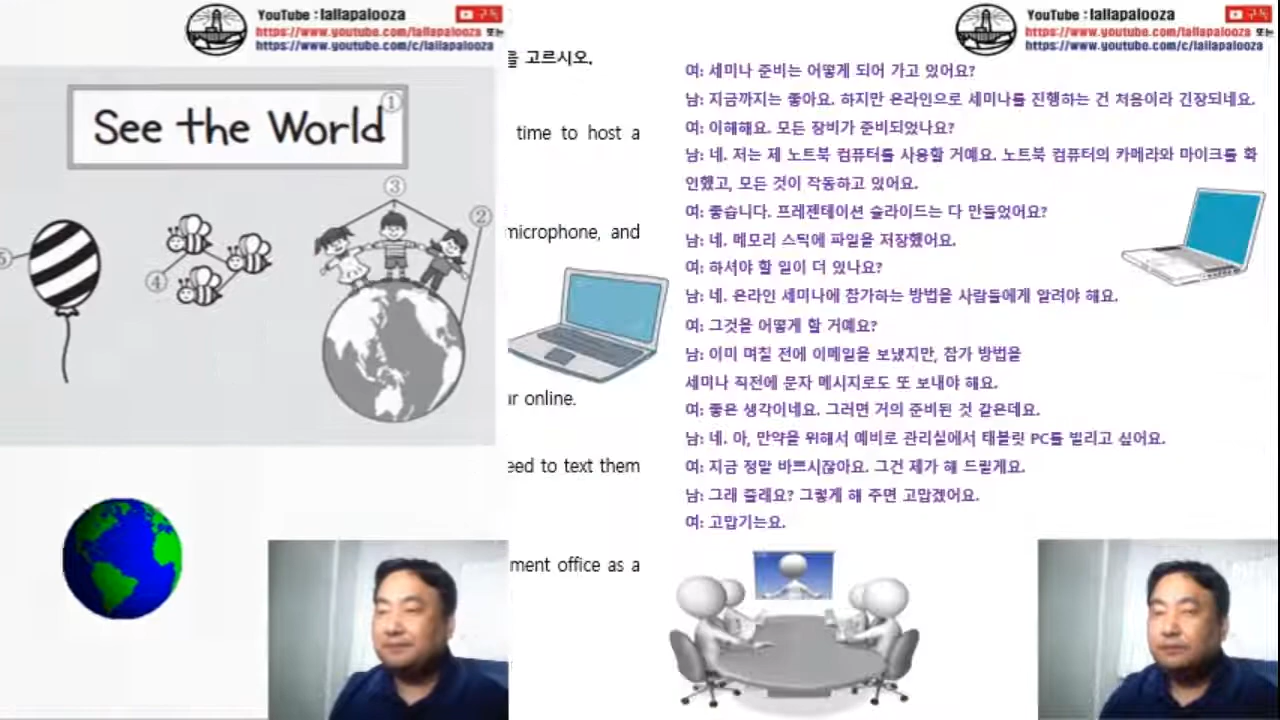 YouTube : lallapalooza
구독
https://www.youtube.com/lallapalooza
https://www.youtube.com/c/lallapalooza
See the World
①
③
②
④
5
을 고르시오.
time to host a
microphone, and
ur online.
eed to text them
ment office as a
YouTube : lallapalooza
구독
https://www.youtube.com/lallapalooza 또는
https://www.youtube.com/c/lallapalooza
여: 세미나 준비는 어떻게 되어 가고 있어요?
남: 지금까지는 좋아요. 하지만 온라인으로 세미나를 진행하는 건 처음이라 긴장되네요.
여: 이해해요. 모든 장비가 준비되었나요?
남: 네. 저는 제 노트북 컴퓨터를 사용할 거예요. 노트북 컴퓨터의 카메라와 마이크를 확
인했고, 모든 것이 작동하고 있어요.
여: 좋습니다. 프레젠테이션 슬라이드는 다 만들었어요?
남: 네. 메모리 스틱에 파일을 저장했어요.
여: 하셔야 할 일이 더 있나요?
남: 네. 온라인 세미나에 참가하는 방법을 사람들에게 알려야 해요.
여: 그것을 어떻게 할 거예요?
남: 이미 며칠 전에 이메일을 보냈지만, 참가 방법을
세미나 직전에 문자 메시지로도 또 보내야 해요.
여: 좋은 생각이네요. 그러면 거의 준비된 것 같은데요.
남: 네. 아, 만약을 위해서 예비로 관리실에서 태블릿 PC를 빌리고 싶어요.
여: 지금 정말 바쁘시잖아요. 그건 제가 해 드릴게요.
남: 그래 줄래요? 그렇게 해 주면 고맙겠어요.
여: 고맙기는요.